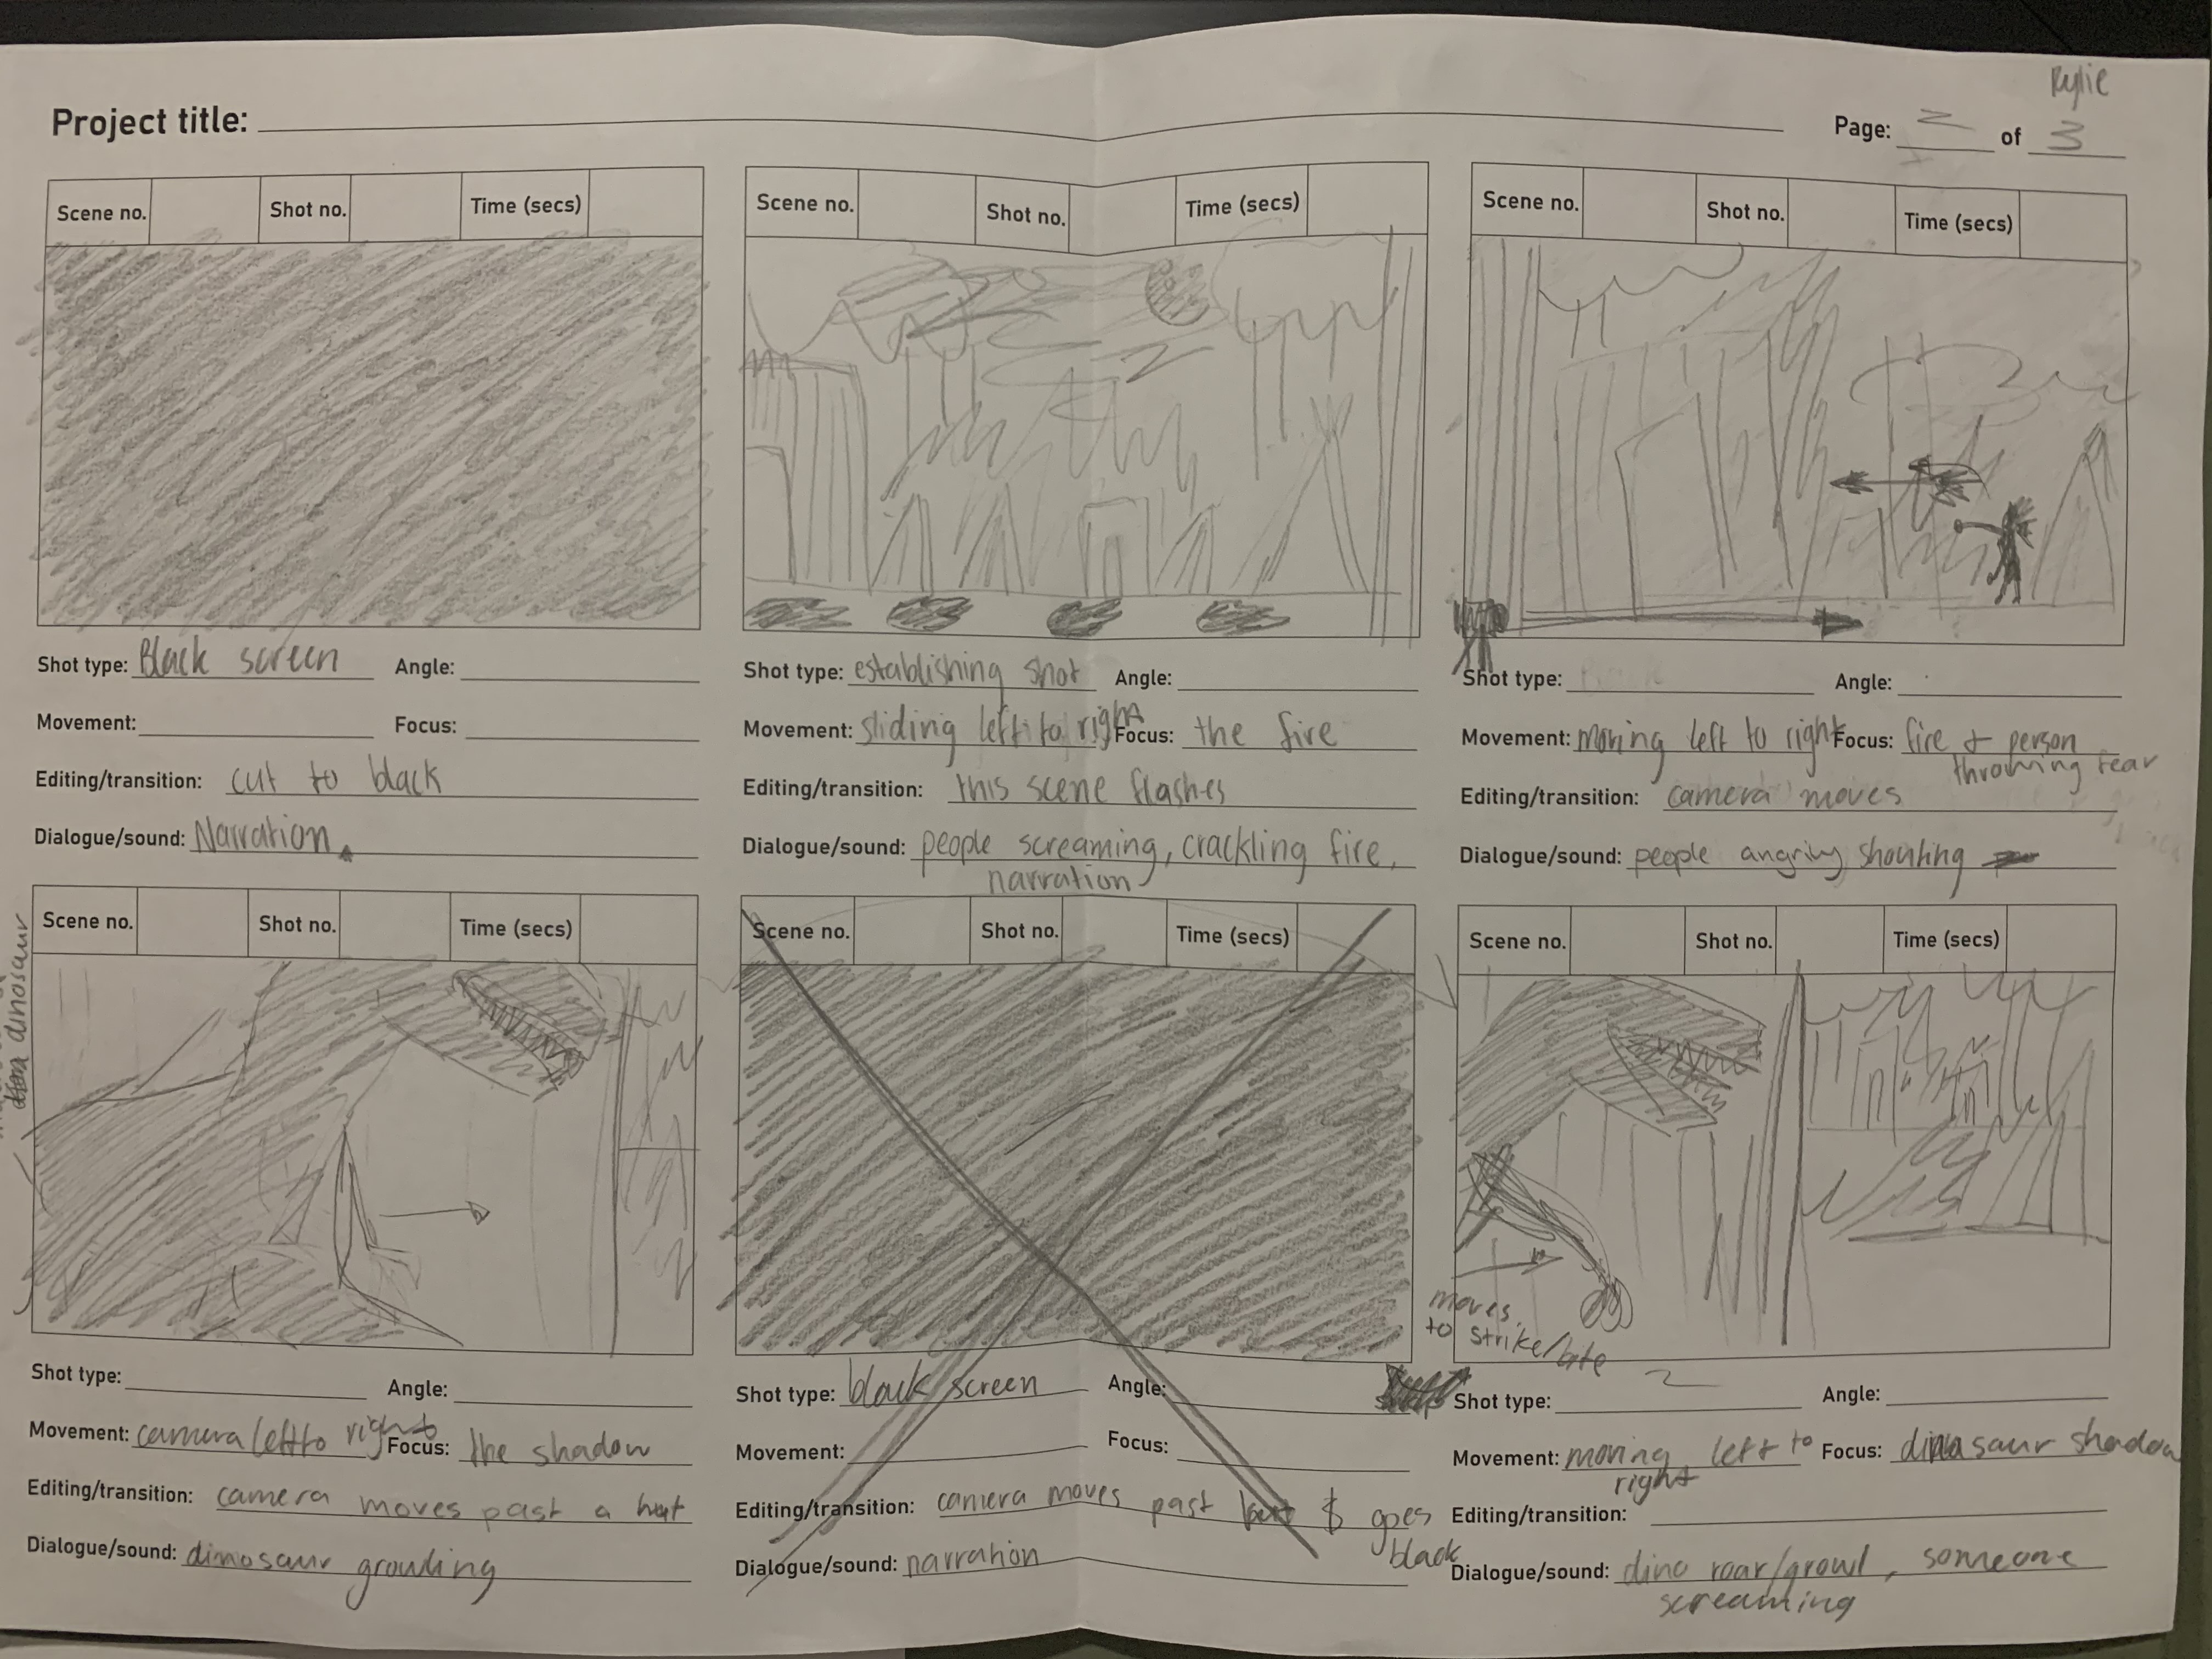 Rylie
Project title:
Page: 2 of 3
Scene no. Shot no. Time (secs)
Shot type: Black screen Angle:
Movement: Focus:
Editing/transition: cut to black
Dialogue/sound: Narration
Scene no. Shot no. Time (secs)
Shot type: establishing shot Angle:
Movement: sliding left to right Focus: the fire
Editing/transition: this scene flashes
Dialogue/sound: people screaming, crackling fire,
narration
Scene no. Shot no. Time (secs)
Shot type: Angle:
Movement: moving left to right Focus: fire & person
throwing
Editing/transition: camera moves
Dialogue/sound: people angrily shouting
dinosaur
Scene no. Shot no. Time (secs)
Shot type: Angle:
Movement: camera left to right Focus: the shadow
Editing/transition: camera moves past a hut
Dialogue/sound: dinosaur growling
Scene no. Shot no. Time (secs)
Shot type: black screen Angle:
Movement: Focus:
Editing/transition: camera moves past hut & goes
black
Dialogue/sound: narration
Scene no. Shot no. Time (secs)
moves
to strike/bite
Shot type: Angle:
Movement: moving left to Focus: dinasaur shadow
right
Editing/transition:
Dialogue/sound: dino roar/growl, someone
screaming